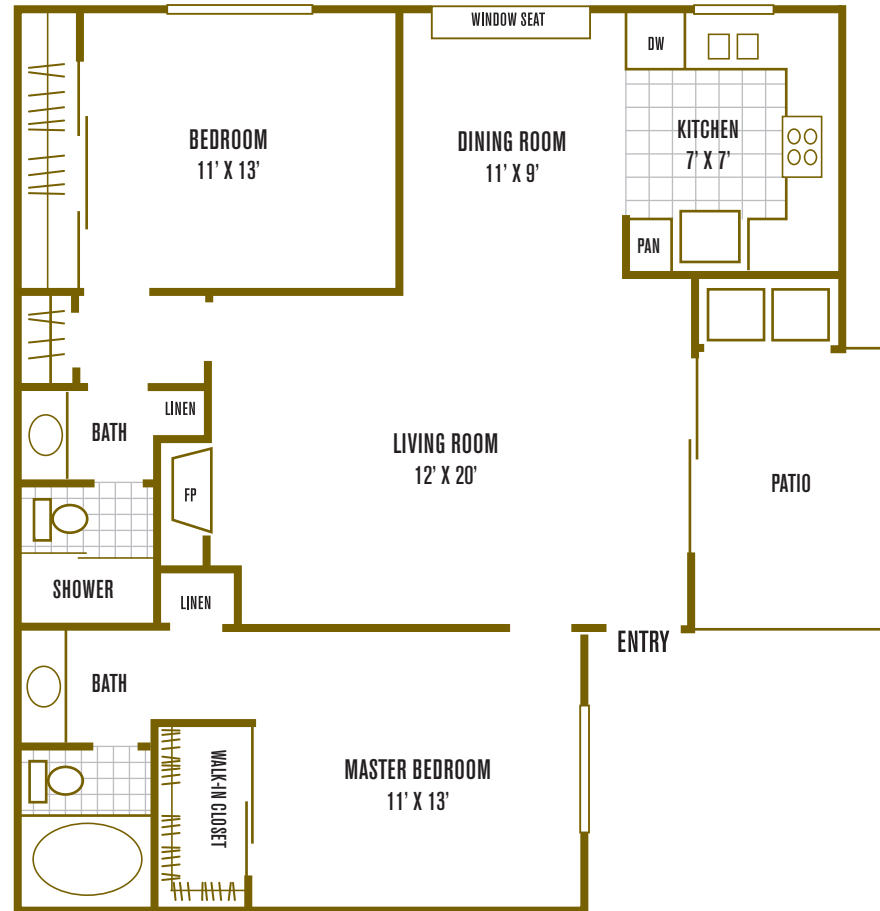 WINDOW SEAT
DW
BEDROOM
11' X 13'
DINING ROOM
11' X 9'
KITCHEN
7' X 7'
PAN
LINEN
BATH
LIVING ROOM
12' X 20'
FP
PATIO
SHOWER
LINEN
ENTRY
BATH
WALK-IN CLOSET
MASTER BEDROOM
11' X 13'